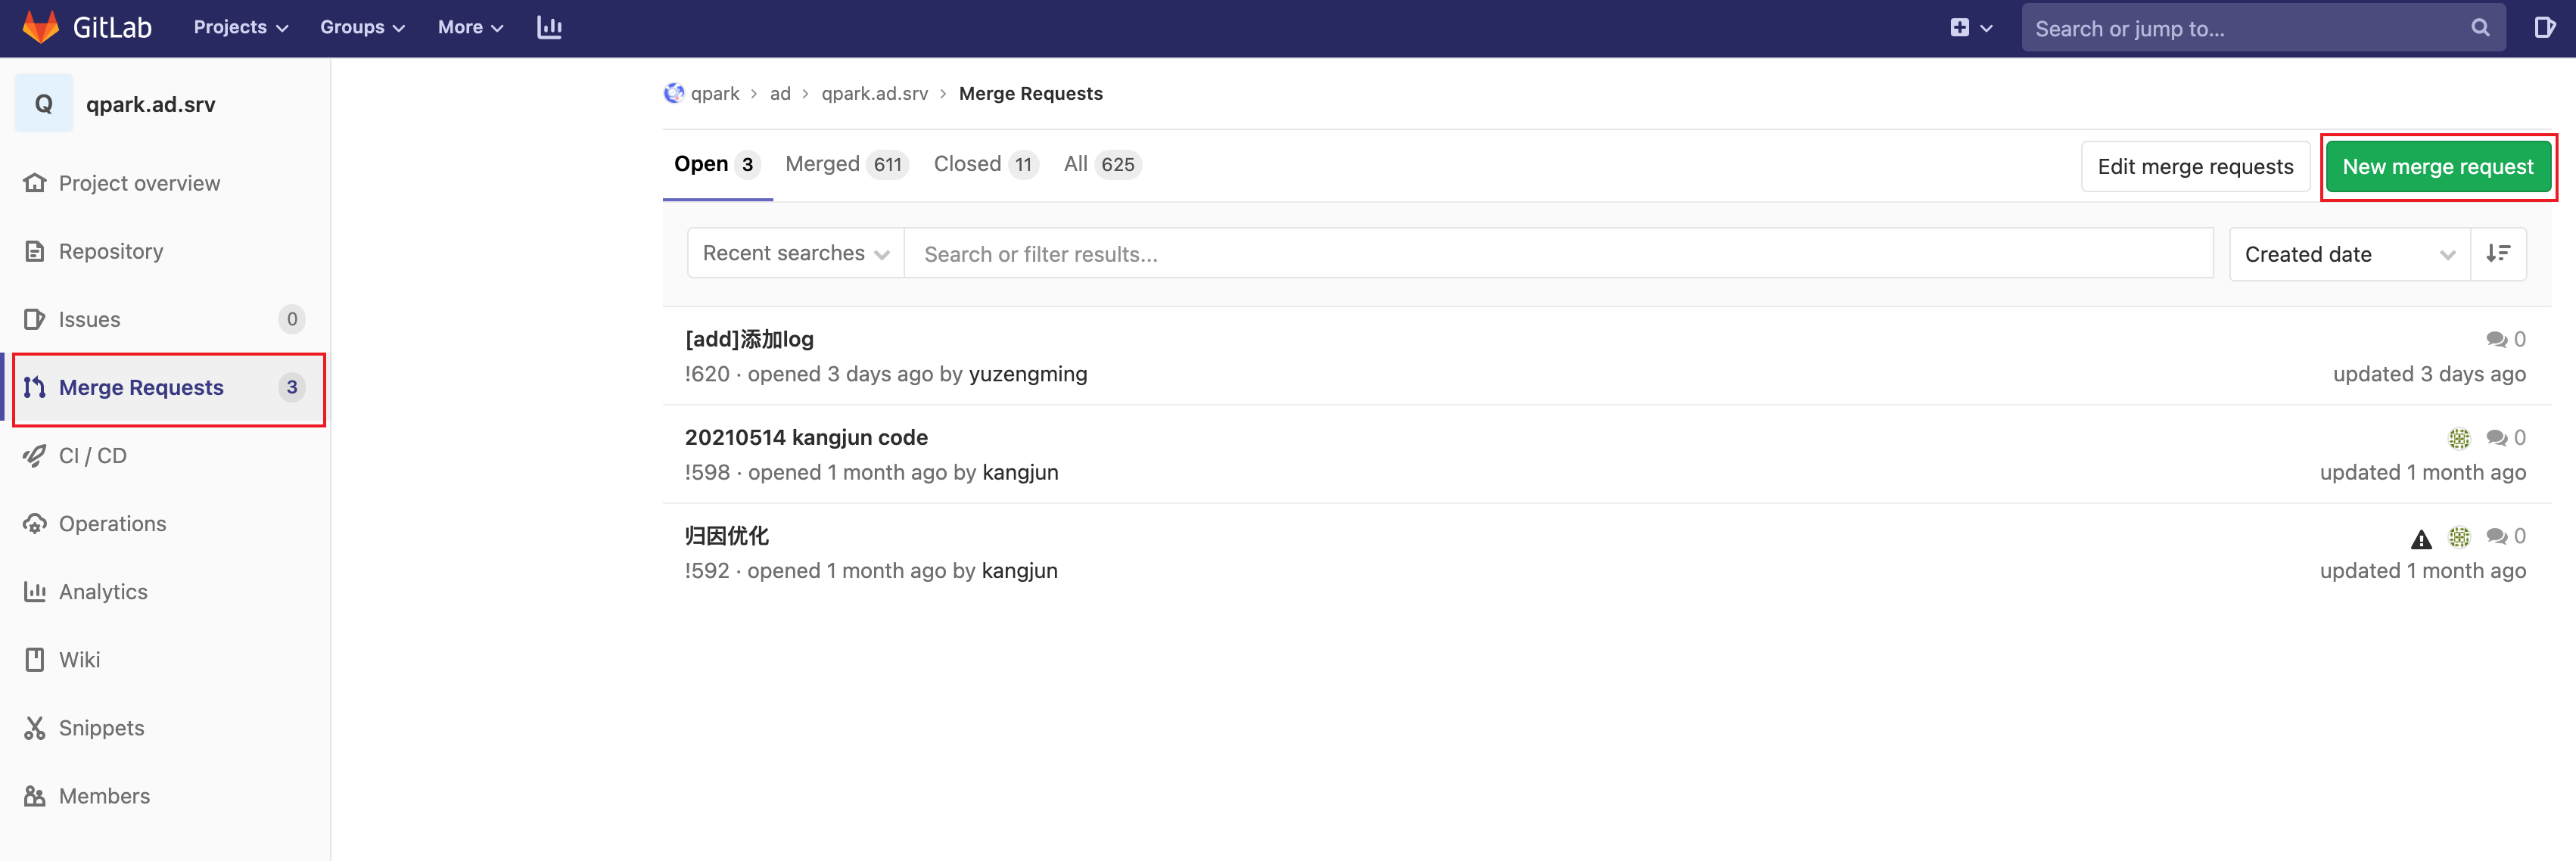 GitLab Projects Groups More Search or jump to...
Q qpark.ad.srv
Project overview
Repository
Issues 0
Merge Requests 3
CI / CD
Operations
Analytics
Wiki
Snippets
Members
qpark > ad > qpark.ad.srv > Merge Requests
Open 3 Merged 611 Closed 11 All 625 Edit merge requests New merge request
Recent searches Search or filter results... Created date
[add]添加log 0
!620 · opened 3 days ago by yuzengming updated 3 days ago
20210514 kangjun code 0
!598 · opened 1 month ago by kangjun updated 1 month ago
归因优化 0
!592 · opened 1 month ago by kangjun updated 1 month ago